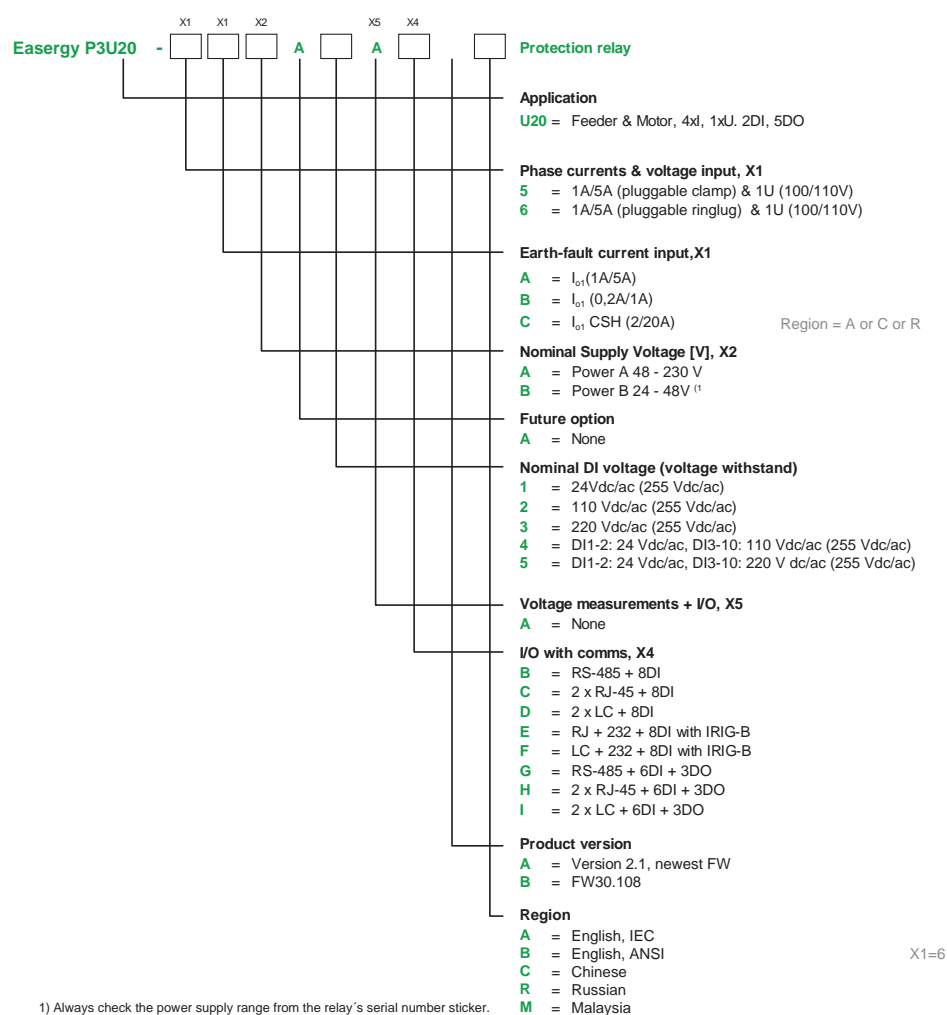 X1 X1 X2 X5 X4
Easergy P3U20 - A A Protection relay
Application
U20 = Feeder & Motor, 4xI, 1xU. 2DI, 5DO
Phase currents & voltage input, X1
5 = 1A/5A (pluggable clamp) & 1U (100/110V)
6 = 1A/5A (pluggable ringlug) & 1U (100/110V)
Earth-fault current input,X1
A = Io1(1A/5A)
B = Io1 (0,2A/1A)
C = Io1 CSH (2/20A) Region = A or C or R
Nominal Supply Voltage [V], X2
A = Power A 48 - 230 V
B = Power B 24 - 48V (1
Future option
A = None
Nominal DI voltage (voltage withstand)
1 = 24Vdc/ac (255 Vdc/ac)
2 = 110 Vdc/ac (255 Vdc/ac)
3 = 220 Vdc/ac (255 Vdc/ac)
4 = DI1-2: 24 Vdc/ac, DI3-10: 110 Vdc/ac (255 Vdc/ac)
5 = DI1-2: 24 Vdc/ac, DI3-10: 220 V dc/ac (255 Vdc/ac)
Voltage measurements + I/O, X5
A = None
I/O with comms, X4
B = RS-485 + 8DI
C = 2 x RJ-45 + 8DI
D = 2 x LC + 8DI
E = RJ + 232 + 8DI with IRIG-B
F = LC + 232 + 8DI with IRIG-B
G = RS-485 + 6DI + 3DO
H = 2 x RJ-45 + 6DI + 3DO
I = 2 x LC + 6DI + 3DO
Product version
A = Version 2.1, newest FW
B = FW30.108
Region
A = English, IEC
B = English, ANSI X1=6
C = Chinese
R = Russian
M = Malaysia
1) Always check the power supply range from the relay´s serial number sticker.